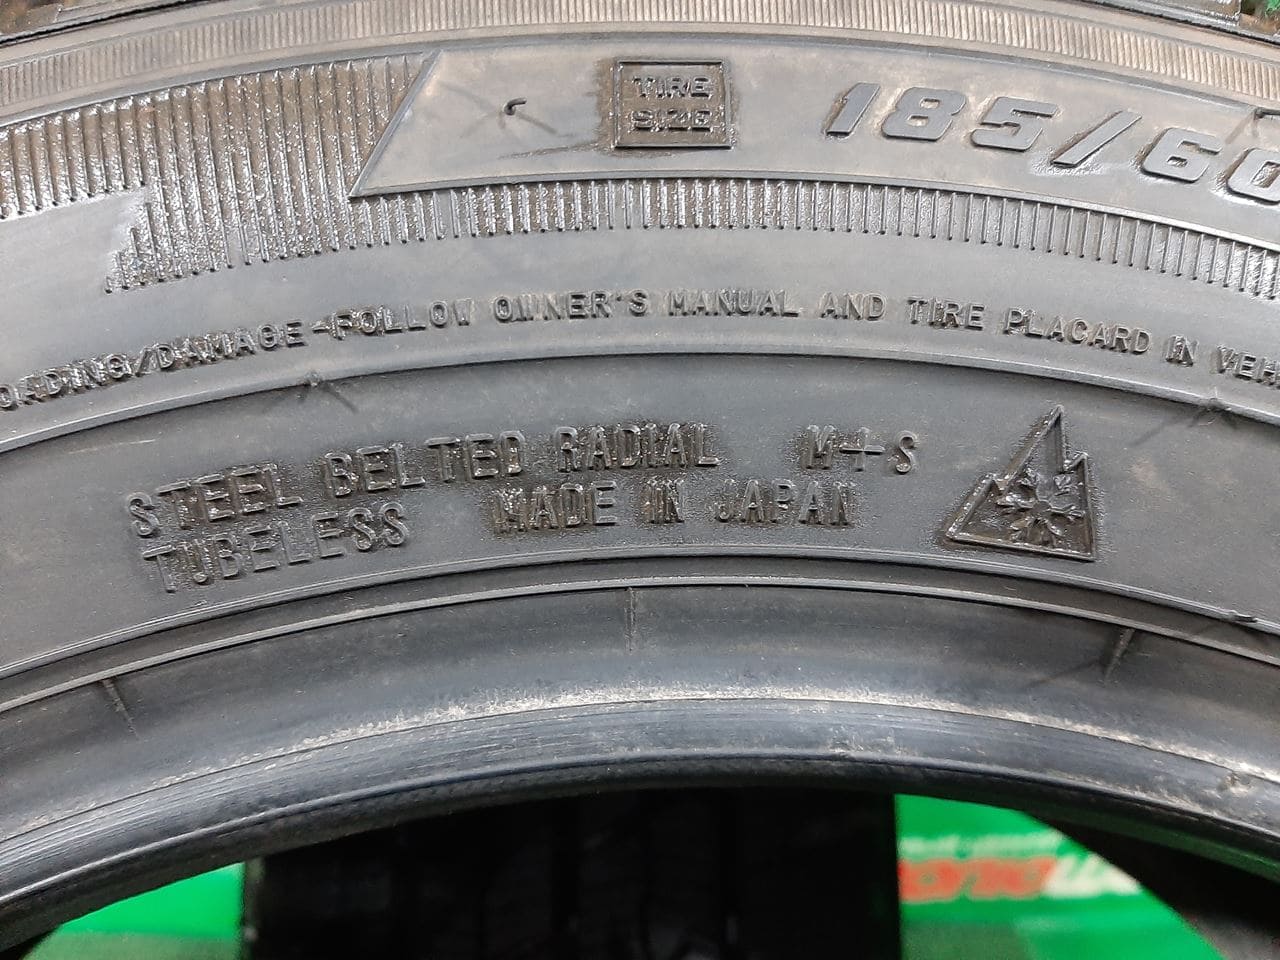 TIRE
SIZE
185/60
OADING/DAMAGE-FOLLOW OWNER'S MANUAL AND TIRE PLACARD IN VEH
STEEL BELTED RADIAL M+S
TUBELESS MADE IN JAPAN